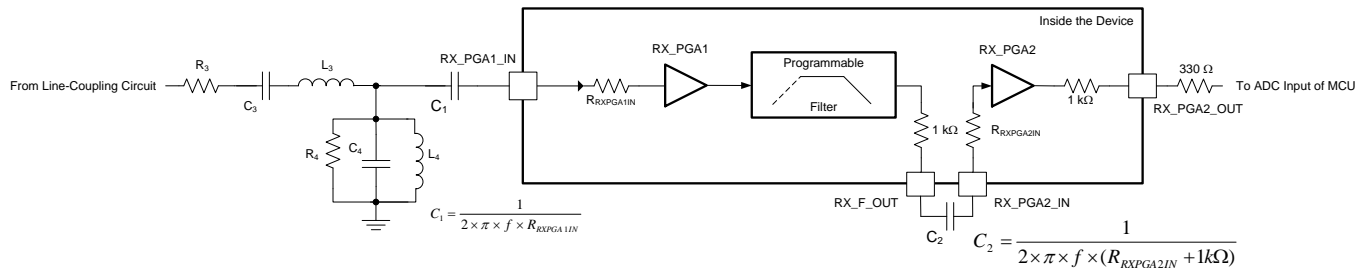 Inside the Device
RX_PGA1
RX_PGA2
Programmable
Filter
RX_PGA1_IN
R3
L3
From Line-Coupling Circuit
C3
C1
RRXPGA1IN
1 kΩ
330 Ω
To ADC Input of MCU
RX_PGA2_OUT
1 kΩ
RRXPGA2IN
R4
C4
L4
RX_F_OUT
RX_PGA2_IN
C2
C1 = 1 / (2 × π × f × RRXPGA1IN)
C2 = 1 / (2 × π × f × (RRXPGA2IN + 1kΩ))